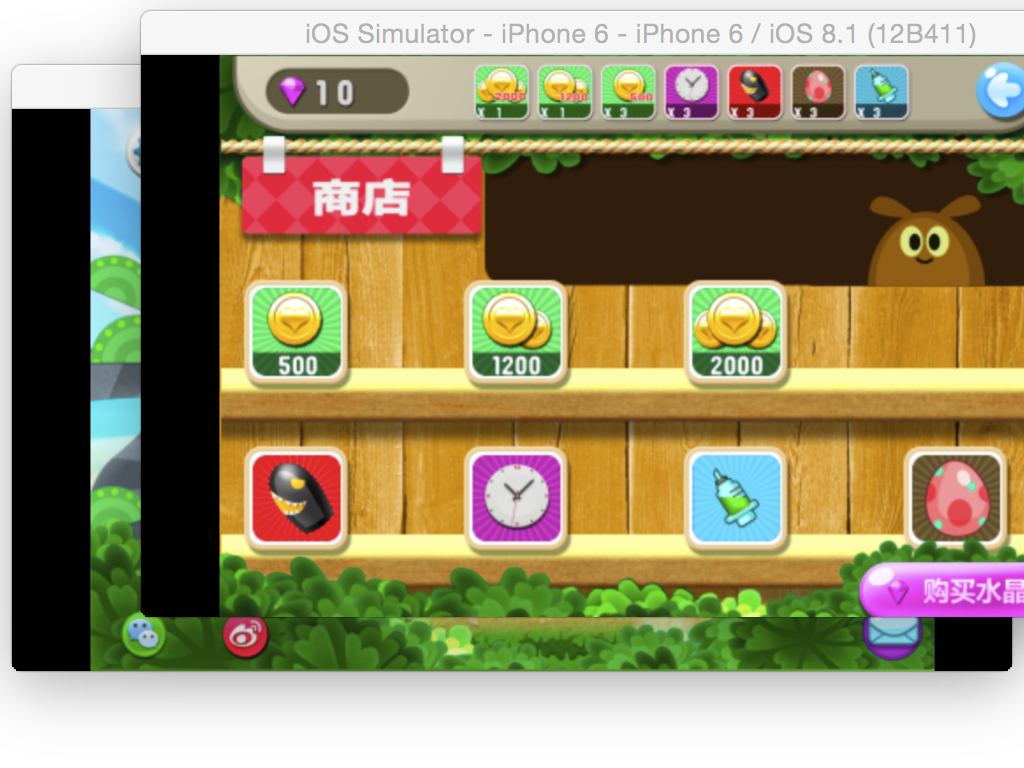 iOS Simulator - iPhone 6 - iPhone 6 / iOS 8.1 (12B411)
10
2000 1200 500
x 1 x 1 x 3 x 3 x 3 x 3 x 3
商店
500 1200 2000
购买水晶